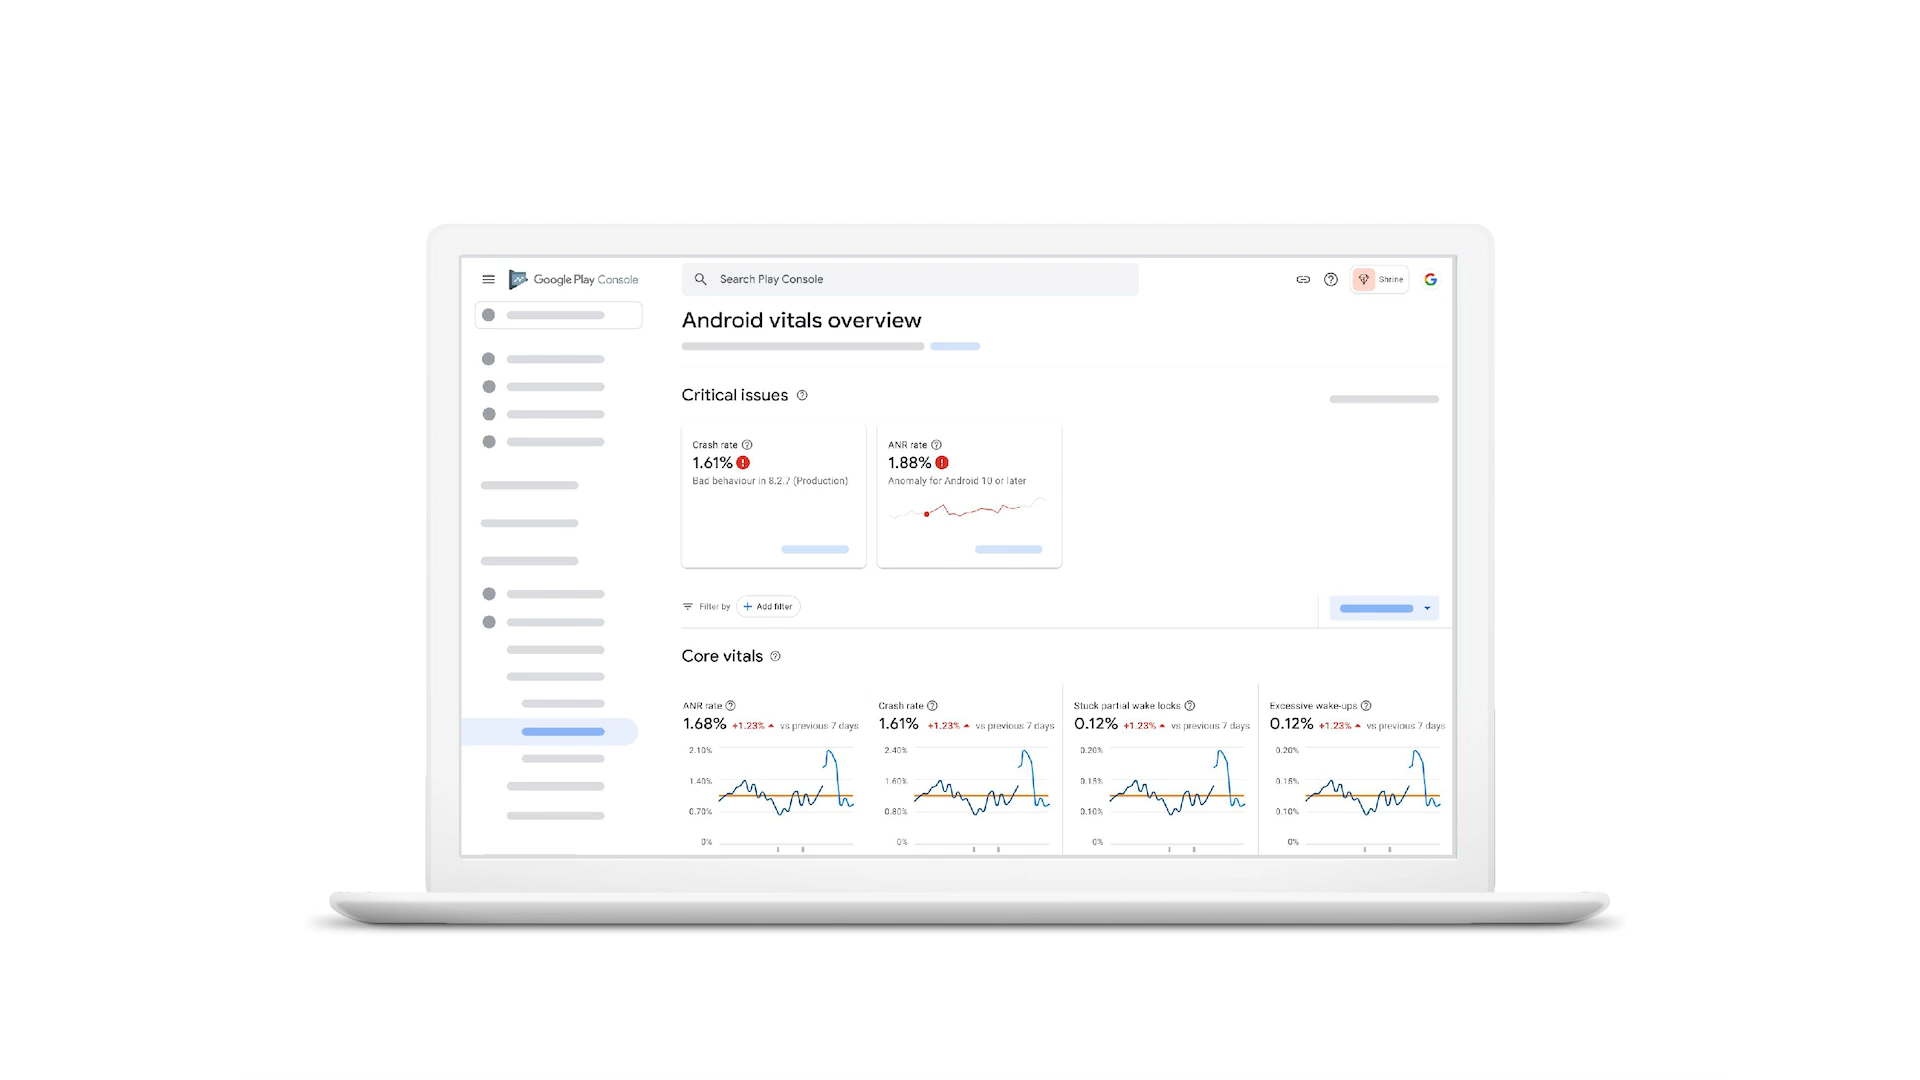 Google Play Console
Search Play Console
Shrine
Android vitals overview
Critical issues
Crash rate
1.61%
Bad behaviour in 8.2.7 (Production)
ANR rate
1.88%
Anomaly for Android 10 or later
Filter by
Add filter
Core vitals
ANR rate
1.68% +1.23% vs previous 7 days
2.10%
1.40%
0.70%
0%
Crash rate
1.61% +1.23% vs previous 7 days
2.40%
1.60%
0.80%
0%
Stuck partial wake locks
0.12% +1.23% vs previous 7 days
0.20%
0.15%
0.10%
0%
Excessive wake-ups
0.12% +1.23% vs previous 7 days
0.20%
0.15%
0.10%
0%